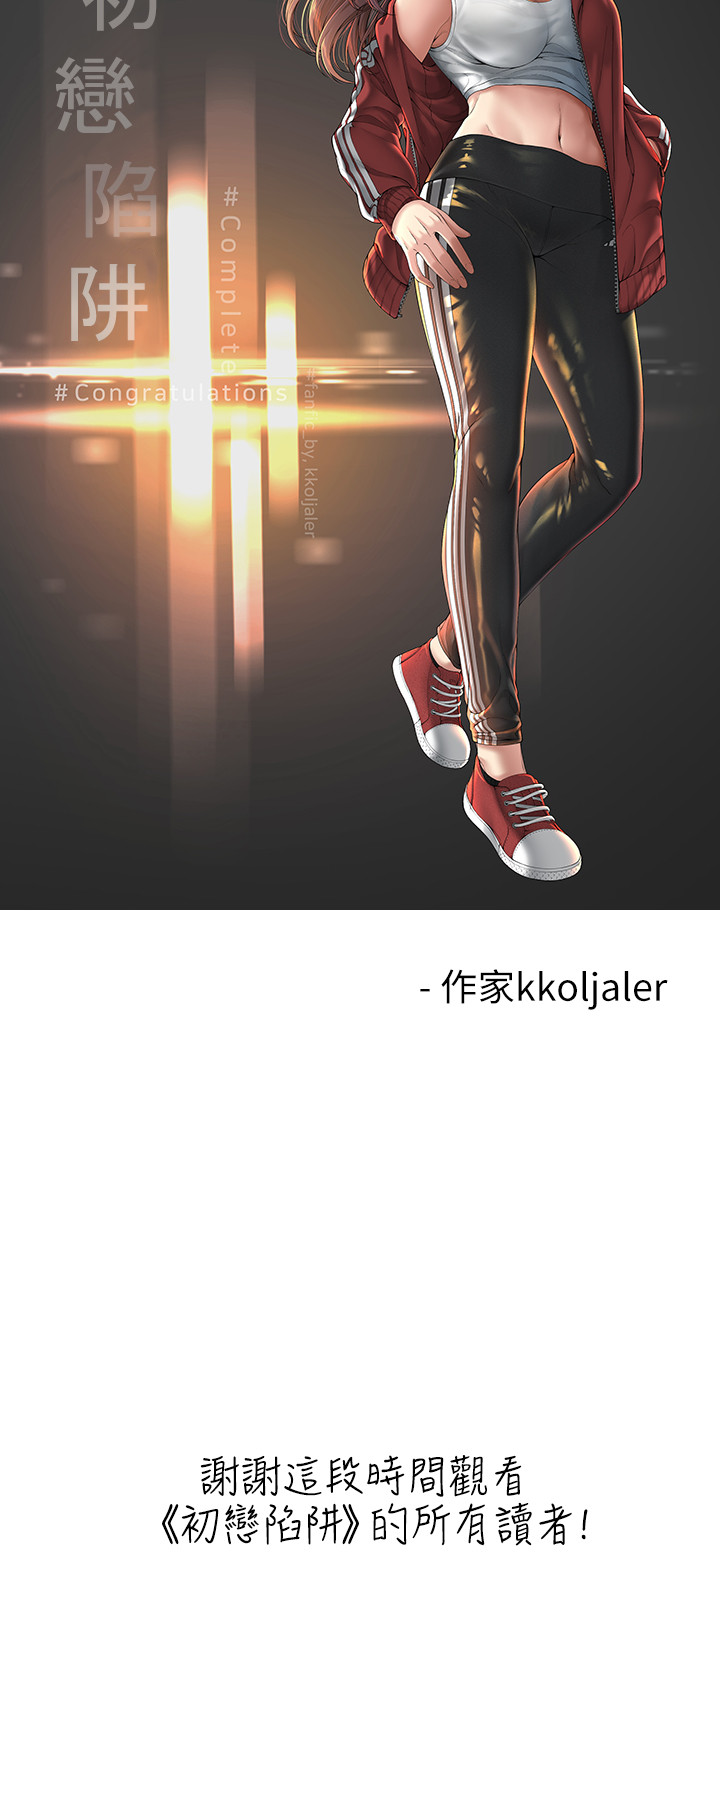 初戀陷阱
#Complete
#Congratulations
#fanfic_by, kkoljaler
- 作家kkoljaler
謝謝這段時間觀看
《初戀陷阱》的所有讀者!